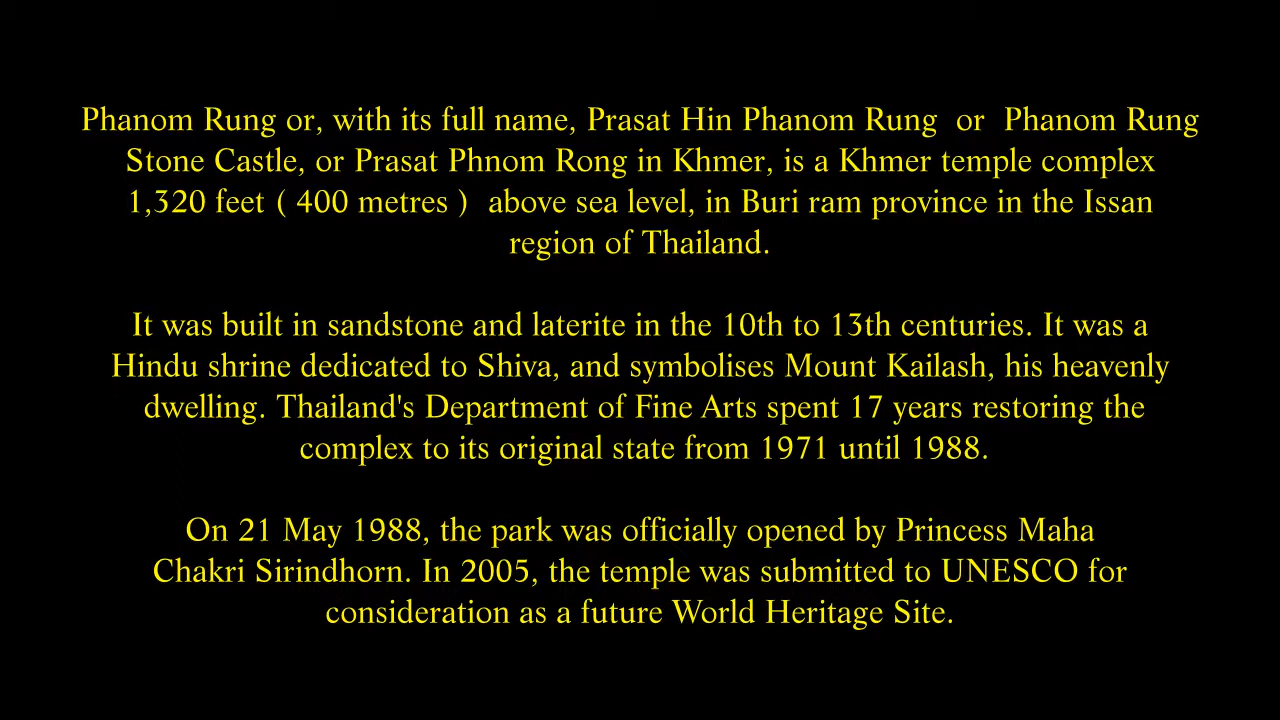 Phanom Rung or, with its full name, Prasat Hin Phanom Rung  or  Phanom Rung
Stone Castle, or Prasat Phnom Rong in Khmer, is a Khmer temple complex
1,320 feet ( 400 metres )  above sea level, in Buri ram province in the Issan
region of Thailand.
It was built in sandstone and laterite in the 10th to 13th centuries. It was a
Hindu shrine dedicated to Shiva, and symbolises Mount Kailash, his heavenly
dwelling. Thailand's Department of Fine Arts spent 17 years restoring the
complex to its original state from 1971 until 1988.
On 21 May 1988, the park was officially opened by Princess Maha
Chakri Sirindhorn. In 2005, the temple was submitted to UNESCO for
consideration as a future World Heritage Site.